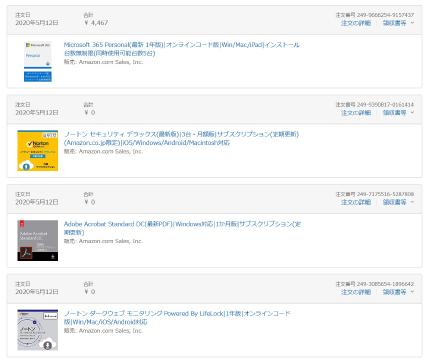 注文日 合計 注文番号 249-9666254-9157437
2020年5月12日 ¥ 4,467 注文の詳細 領収書等
Microsoft 365 Personal(最新 1年版)|オンラインコード版|Win/Mac/iPad|インストール
台数無制限(同時使用可能台数5台)
販売: Amazon.com Sales, Inc.
Microsoft 365
Personal
注文日 合計 注文番号 249-5390817-0161414
2020年5月12日 ¥ 0 注文の詳細 領収書等
ノートン セキュリティ デラックス(最新版)|3台・月額版|サブスクリプション(定期更新)
(Amazon.co.jp限定)|iOS/Windows/Android/Macintosh対応
販売: Amazon.com Sales, Inc.
Norton
注文日 合計 注文番号 249-7175516-5287808
2020年5月12日 ¥ 0 注文の詳細 領収書等
Adobe Acrobat Standard DC(最新PDF)|Windows対応|1か月版|サブスクリプション(定
期更新)
販売: Amazon.com Sales, Inc.
Adobe Acrobat
Standard DC
注文日 合計 注文番号 249-3085654-1896642
2020年5月12日 ¥ 0 注文の詳細 領収書等
ノートン ダークウェブ モニタリング Powered By LifeLock|1年版|オンラインコード
版|Win/Mac/iOS/Android対応
販売: Amazon.com Sales, Inc.
ノートン